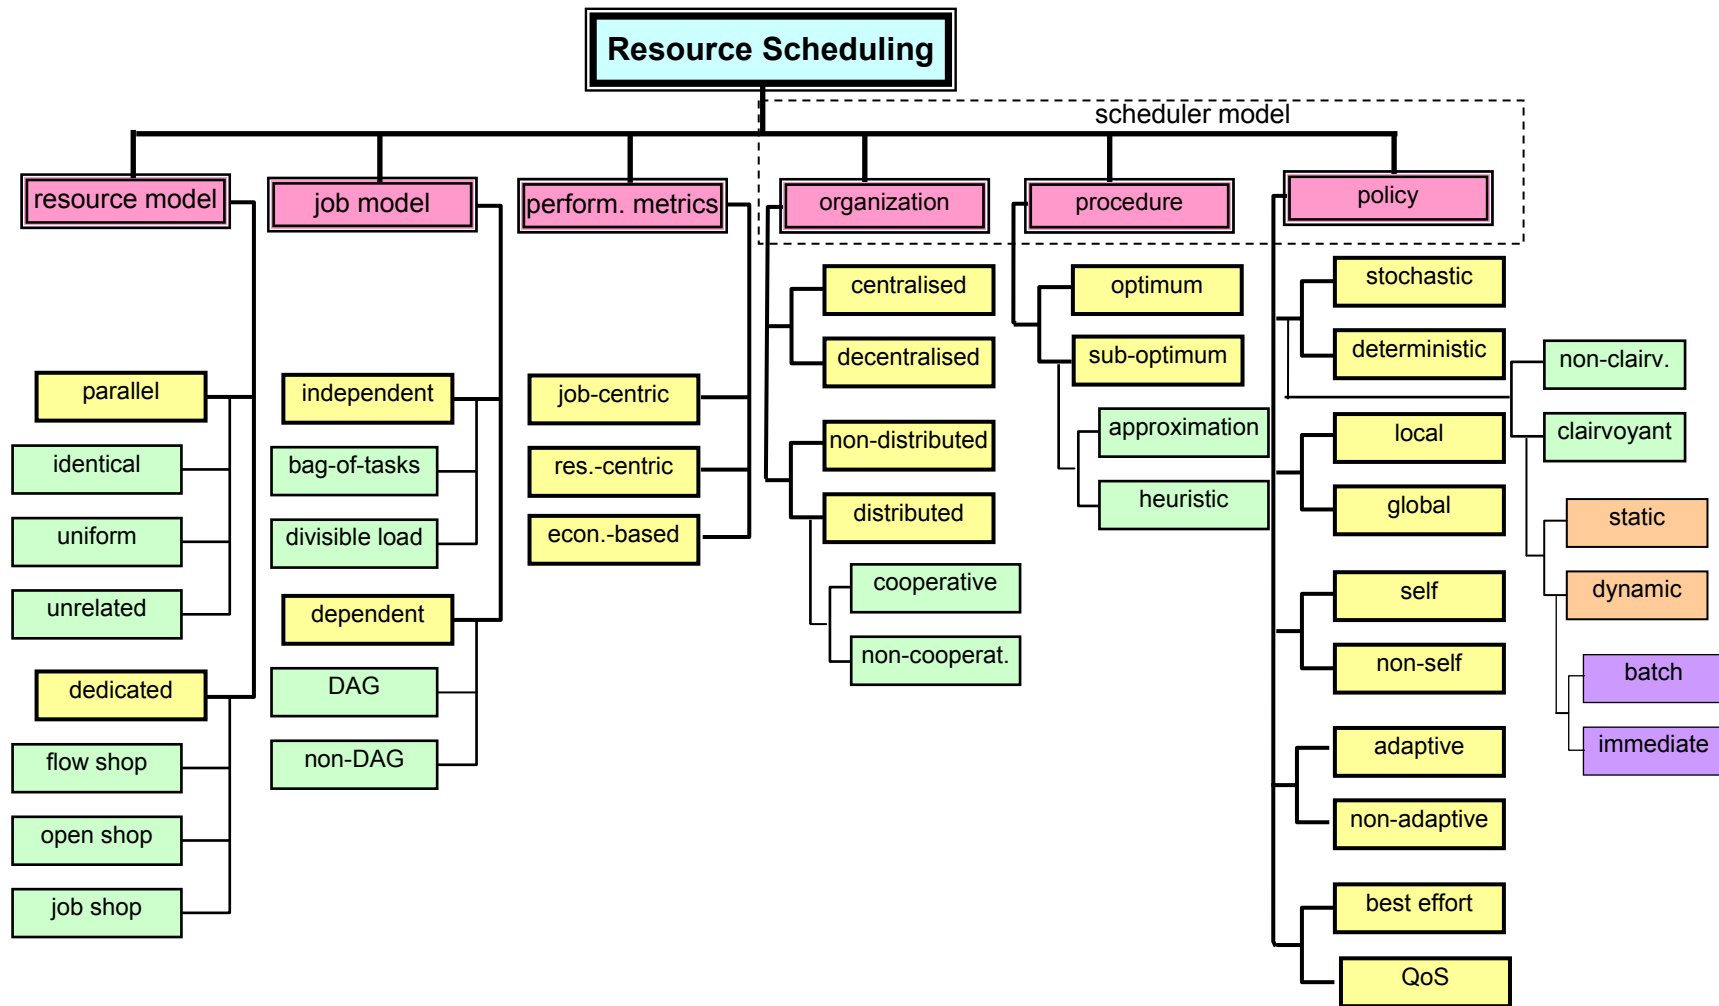 Resource Scheduling
scheduler model
resource model
job model
perform. metrics
organization
procedure
policy
parallel
identical
uniform
unrelated
dedicated
flow shop
open shop
job shop
independent
bag-of-tasks
divisible load
dependent
DAG
non-DAG
job-centric
res.-centric
econ.-based
centralised
decentralised
non-distributed
distributed
cooperative
non-cooperat.
optimum
sub-optimum
approximation
heuristic
stochastic
deterministic
local
global
self
non-self
adaptive
non-adaptive
best effort
QoS
non-clairv.
clairvoyant
static
dynamic
batch
immediate